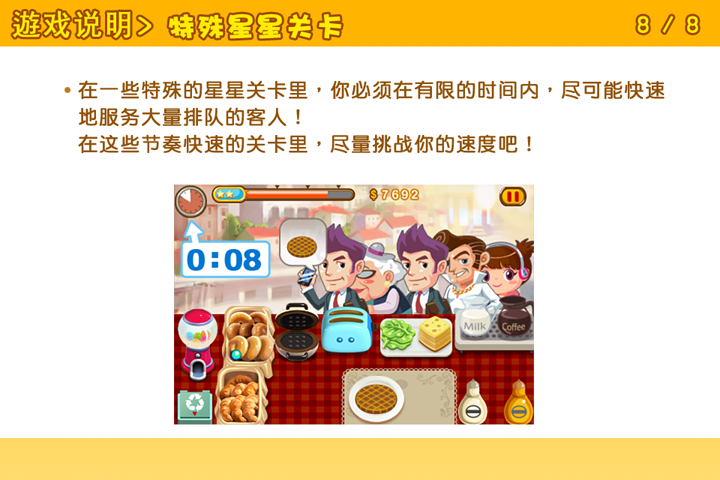 遊戏说明> 特殊星星关卡
8 / 8
•在一些特殊的星星关卡里，你必须在有限的时间内，尽可能快速
地服务大量排队的客人！
在这些节奏快速的关卡里，尽量挑战你的速度吧！
$7692
0:08
Milk
Coffee